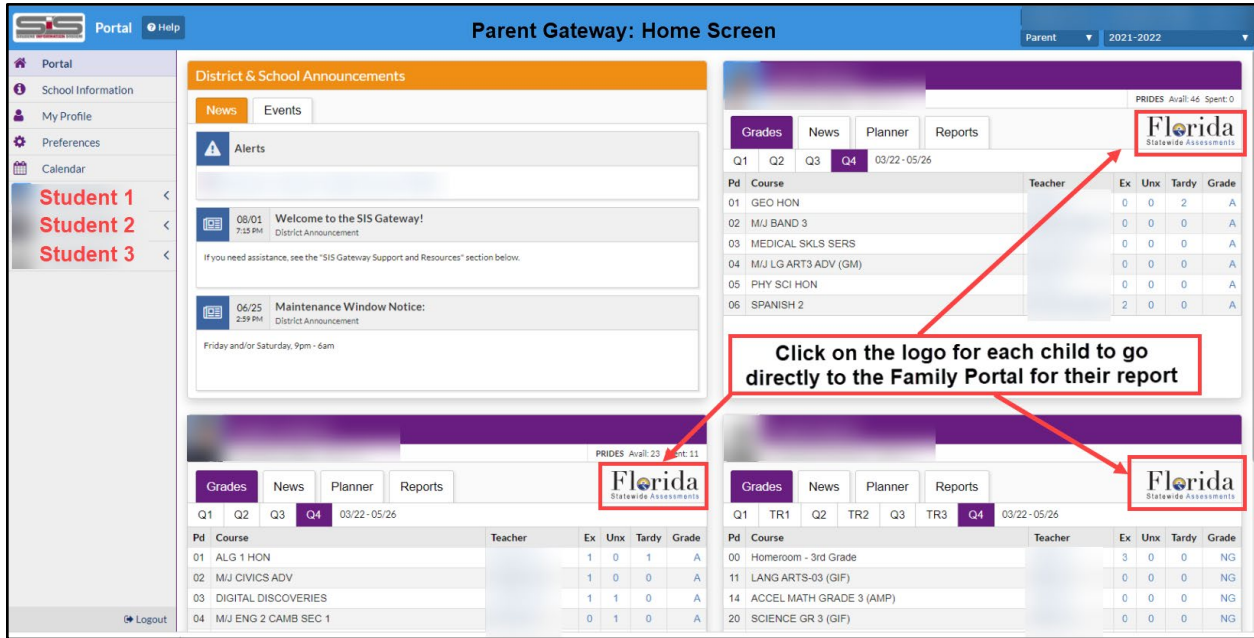 SIS Portal Help
Parent Gateway: Home Screen
Parent 2021-2022
Portal
School Information
My Profile
Preferences
Calendar
Student 1
Student 2
Student 3
Logout
District & School Announcements
News Events
Alerts
08/01 Welcome to the SIS Gateway!
7:15 PM District Announcement
If you need assistance, see the "SIS Gateway Support and Resources" section below.
06/25 Maintenance Window Notice:
2:59 PM District Announcement
Friday and/or Saturday, 9pm - 6am
PRIDES Avail: 46 Spent: 0
Grades News Planner Reports
Florida
Statewide Assessments
Q1 Q2 Q3 Q4 03/22 - 05/26
Pd Course Teacher Ex Unx Tardy Grade
01 GEO HON 0 0 2 A
02 M/J BAND 3 0 0 0 A
03 MEDICAL SKLS SERS 0 0 0 A
04 M/J LG ART3 ADV (GM) 0 0 0 A
05 PHY SCI HON 0 0 0 A
06 SPANISH 2 2 0 0 A
Click on the logo for each child to go
directly to the Family Portal for their report
PRIDES Avail: 23 : 11
Grades News Planner Reports
Florida
Statewide Assessments
Q1 Q2 Q3 Q4 03/22 - 05/26
Pd Course Teacher Ex Unx Tardy Grade
01 ALG 1 HON 1 0 1 A
02 M/J CIVICS ADV 1 0 0 A
03 DIGITAL DISCOVERIES 1 1 0 A
04 M/J ENG 2 CAMB SEC 1 0 1 0 A
Grades News Planner Reports
Florida
Statewide Assessments
Q1 TR1 Q2 TR2 Q3 TR3 Q4 03/22 - 05/26
Pd Course Teacher Ex Unx Tardy Grade
00 Homeroom - 3rd Grade 3 0 0 NG
11 LANG ARTS-03 (GIF) 0 0 0 NG
14 ACCEL MATH GRADE 3 (AMP) 0 0 0 NG
20 SCIENCE GR 3 (GIF) 0 0 0 NG